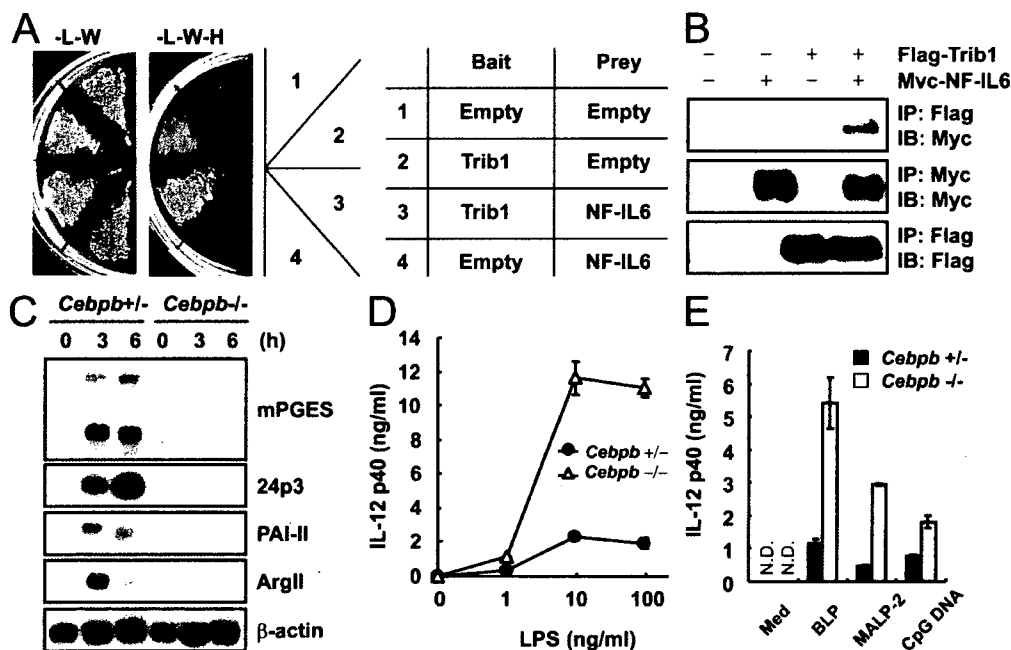 A
-L-W
-L-W-H
1
2
3
4
Bait
Prey
1
Empty
Empty
2
Trib1
Empty
3
Trib1
NF-IL6
4
Empty
NF-IL6
B
– – + + Flag-Trib1
– + – + Mvc-NF-IL6
IP: Flag
IB: Myc
IP: Myc
IB: Myc
IP: Flag
IB: Flag
C
Cebpb+/- Cebpb-/-
0 3 6 0 3 6 (h)
mPGES
24p3
PAI-II
ArgII
β-actin
D
IL-12 p40 (ng/ml)
14
12
10
8
6
4
2
0
Cebpb +/–
Cebpb –/–
0 1 10 100
LPS (ng/ml)
E
IL-12 p40 (ng/ml)
7
6
5
4
3
2
1
0
Cebpb +/-
Cebpb -/-
N.D.
N.D.
Med
BLP
MALP-2
CpG DNA